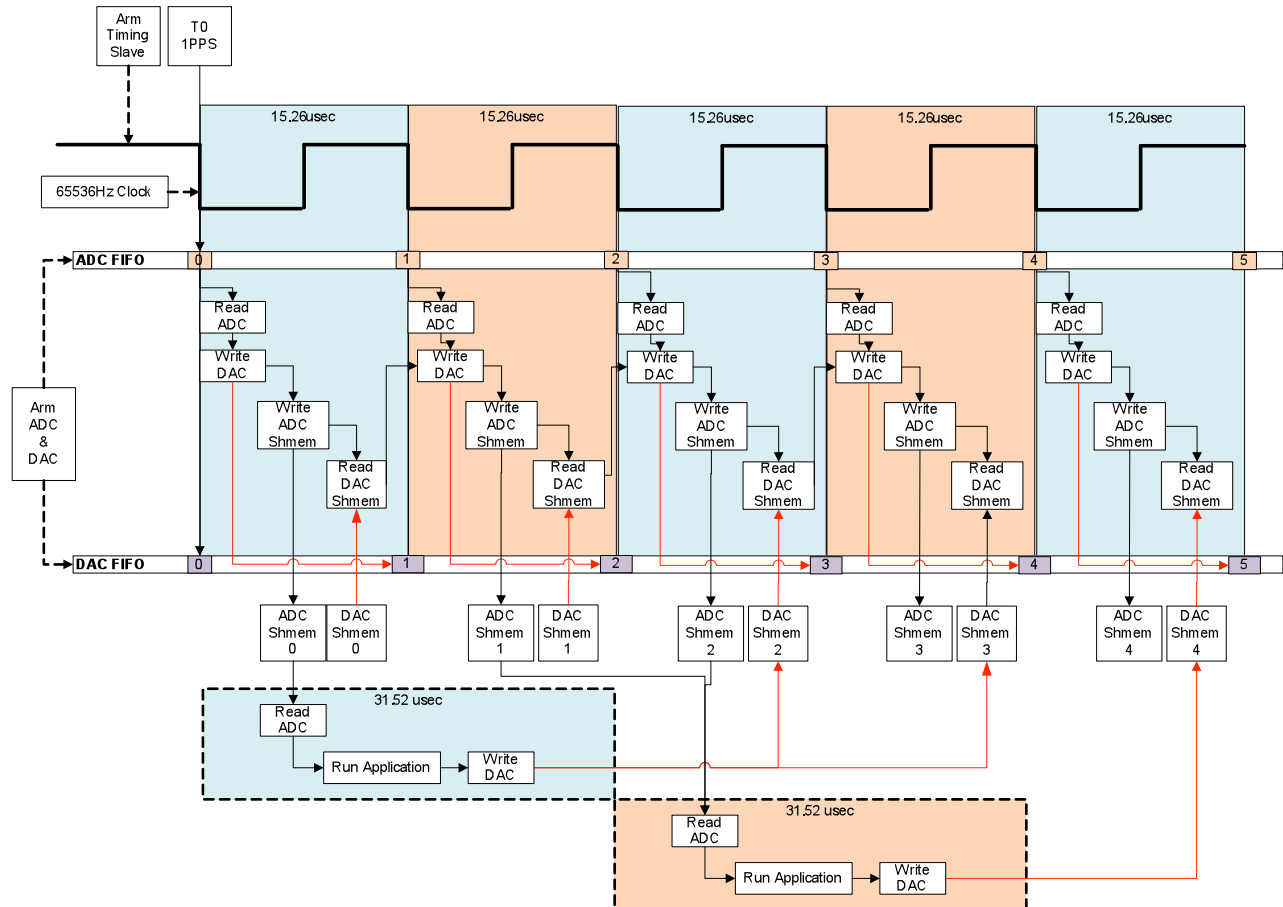 Arm
Timing
Slave
T0
1PPS
15.26usec
15.26usec
15.26usec
15.26usec
15.26usec
65536Hz Clock
ADC FIFO
0
1
2
3
4
5
Read
ADC
Read
ADC
Read
ADC
Read
ADC
Read
ADC
Write
DAC
Write
DAC
Write
DAC
Write
DAC
Write
DAC
Arm
ADC
&
DAC
Write
ADC
Shmem
Write
ADC
Shmem
Write
ADC
Shmem
Write
ADC
Shmem
Write
ADC
Shmem
Read
DAC
Shmem
Read
DAC
Shmem
Read
DAC
Shmem
Read
DAC
Shmem
Read
DAC
Shmem
DAC FIFO
0
1
2
3
4
5
ADC
Shmem
0
DAC
Shmem
0
ADC
Shmem
1
DAC
Shmem
1
ADC
Shmem
2
DAC
Shmem
2
ADC
Shmem
3
DAC
Shmem
3
ADC
Shmem
4
DAC
Shmem
4
31.52 usec
Read
ADC
Run Application
Write
DAC
31.52 usec
Read
ADC
Run Application
Write
DAC